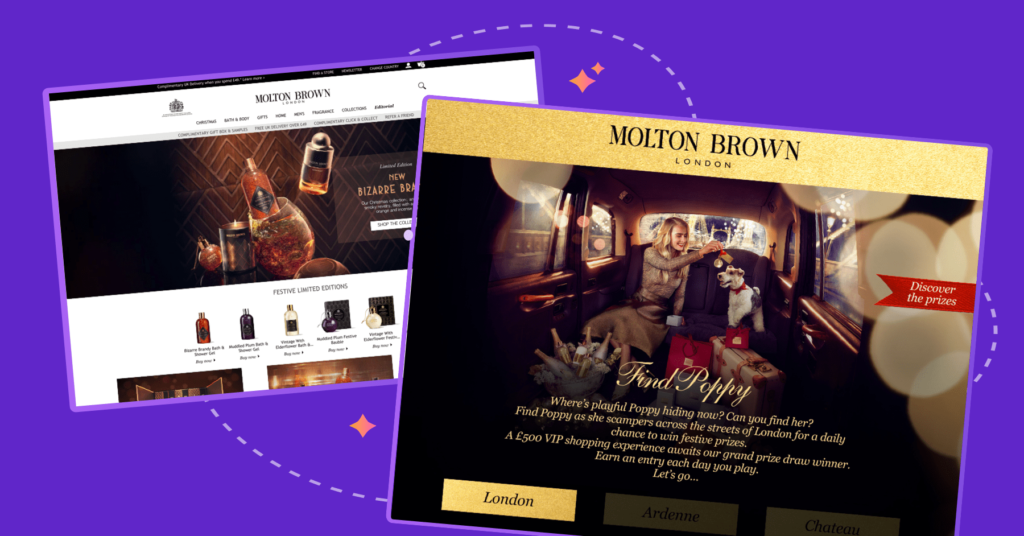 Complimentary UK Delivery when you spend £40.* Learn more >
FIND A STORE NEWSLETTER CHANGE COUNTRY
MOLTON BROWN
LONDON
CHRISTMAS BATH & BODY GIFTS HOME MEN'S FRAGRANCE COLLECTIONS Editorial
COMPLIMENTARY GIFT BOX & SAMPLES FREE UK DELIVERY OVER £40 COMPLIMENTARY CLICK & COLLECT REFER A FRIEND
Limited Edition
NEW
BIZARRE BRA
Our Christmas collection
SHOP THE COLLE
FESTIVE LIMITED EDITIONS
Bizarre Brandy Bath &
Shower Gel
Buy now
Muddled Plum Bath &
Shower Gel
Buy now
Vintage With
Elderflower Bath &...
Buy now
Muddled Plum Festive
Bauble
Buy now
Vintage With
Elderflower Festiv...
Buy now
MOLTON BROWN
LONDON
Discover
the prizes
Find Poppy
Where's playful Poppy hiding now? Can you find her?
Find Poppy as she scampers across the streets of London for a daily
chance to win festive prizes.
A £500 VIP shopping experience awaits our grand prize draw winner.
Earn an entry each day you play.
Let's go...
London
Ardenne
Chateau